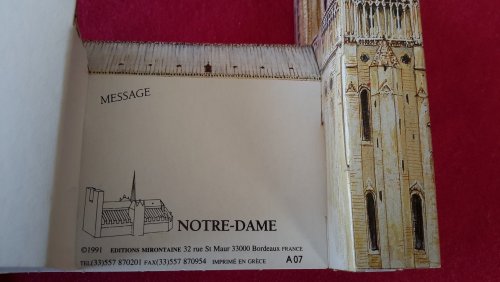 MESSAGE
NOTRE-DAME
©1991 EDITIONS MIRONTAINE 32 rue St Maur 33000 Bordeaux FRANCE
TEL(33)557 870201 FAX(33)557 870954 IMPRIMÉ EN GRÈCE A 07